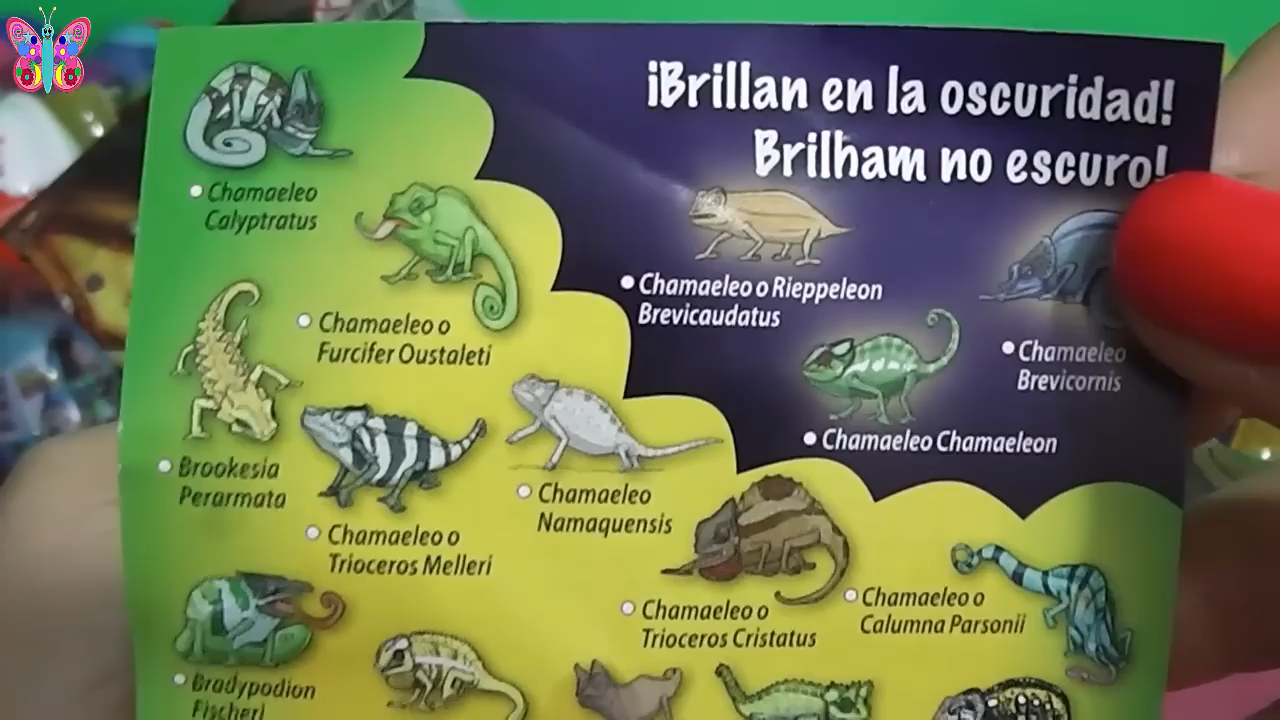 ¡Brillan en la oscuridad!
Brilham no escuro!
Chamaeleo
Calyptratus
Chamaeleo o
Furcifer Oustaleti
Chamaeleo o Rieppeleon
Brevicaudatus
Chamaeleo
Brevicornis
Chamaeleo Chamaeleon
Brookesia
Perarmata
Chamaeleo o
Trioceros Melleri
Chamaeleo
Namaquensis
Chamaeleo o
Trioceros Cristatus
Chamaeleo o
Calumna Parsonii
Bradypodion
Fischeri